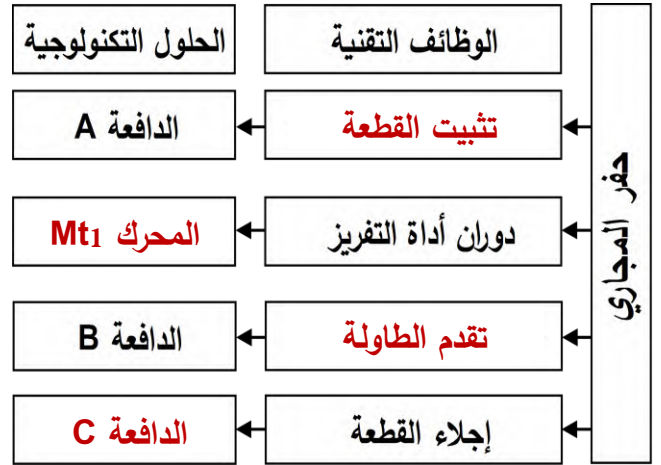 حفر المجاري
الوظائف التقنية
الحلول التكنولوجية
تثبيت القطعة
الدافعة A
دوران أداة التفريز
المحرك Mt1
تقدم الطاولة
الدافعة B
إجلاء القطعة
الدافعة C